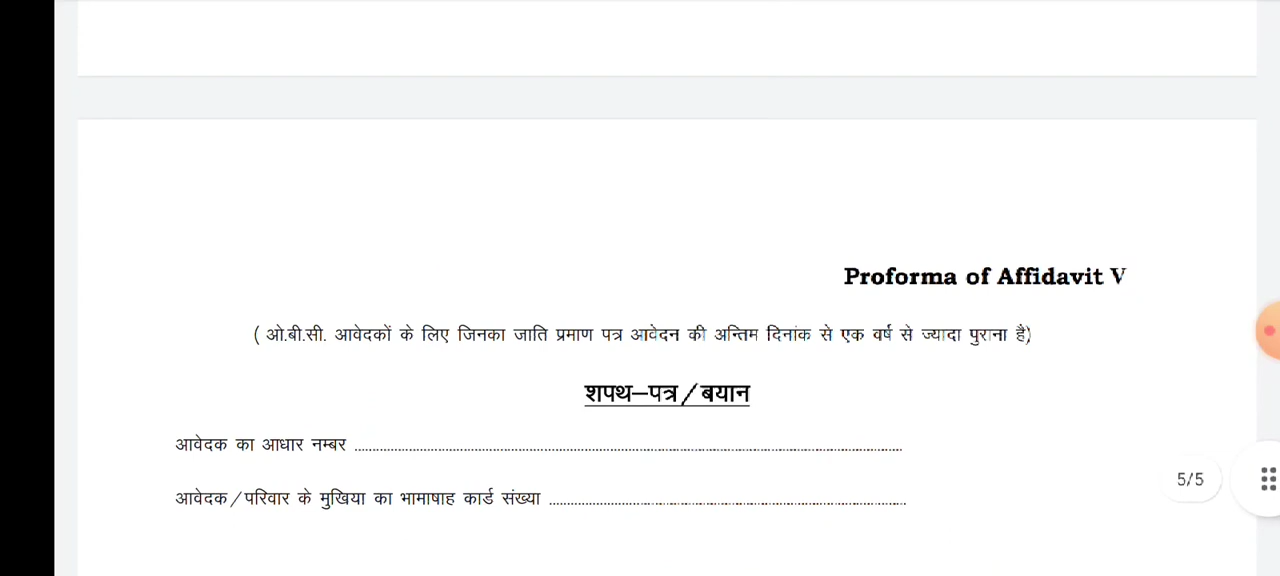 Proforma of Affidavit V
( ओ.बी.सी. आवेदकों के लिए जिनका जाति प्रमाण पत्र आवेदन की अन्तिम दिनांक से एक वर्ष से ज्यादा पुराना है)
शपथ–पत्र/बयान
आवेदक का आधार नम्बर ..........................................................................................
आवेदक/परिवार के मुखिया का भामाषाह कार्ड संख्या ..........................................................
5/5